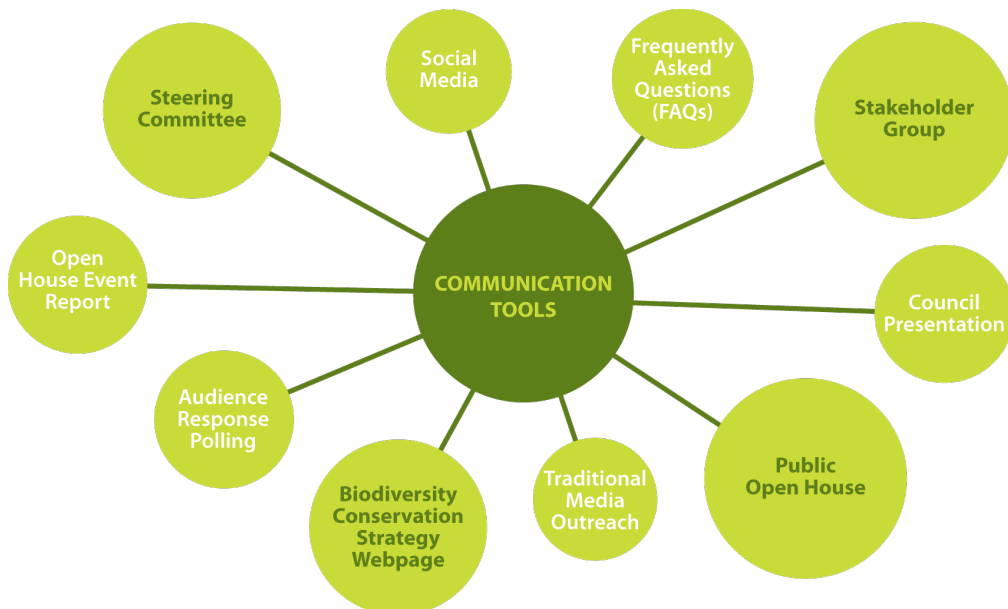 Social
Media
Frequently
Asked
Questions
(FAQs)
Steering
Committee
Stakeholder
Group
Open
House Event
Report
COMMUNICATION
TOOLS
Council
Presentation
Audience
Response
Polling
Biodiversity
Conservation
Strategy
Webpage
Traditional
Media
Outreach
Public
Open House